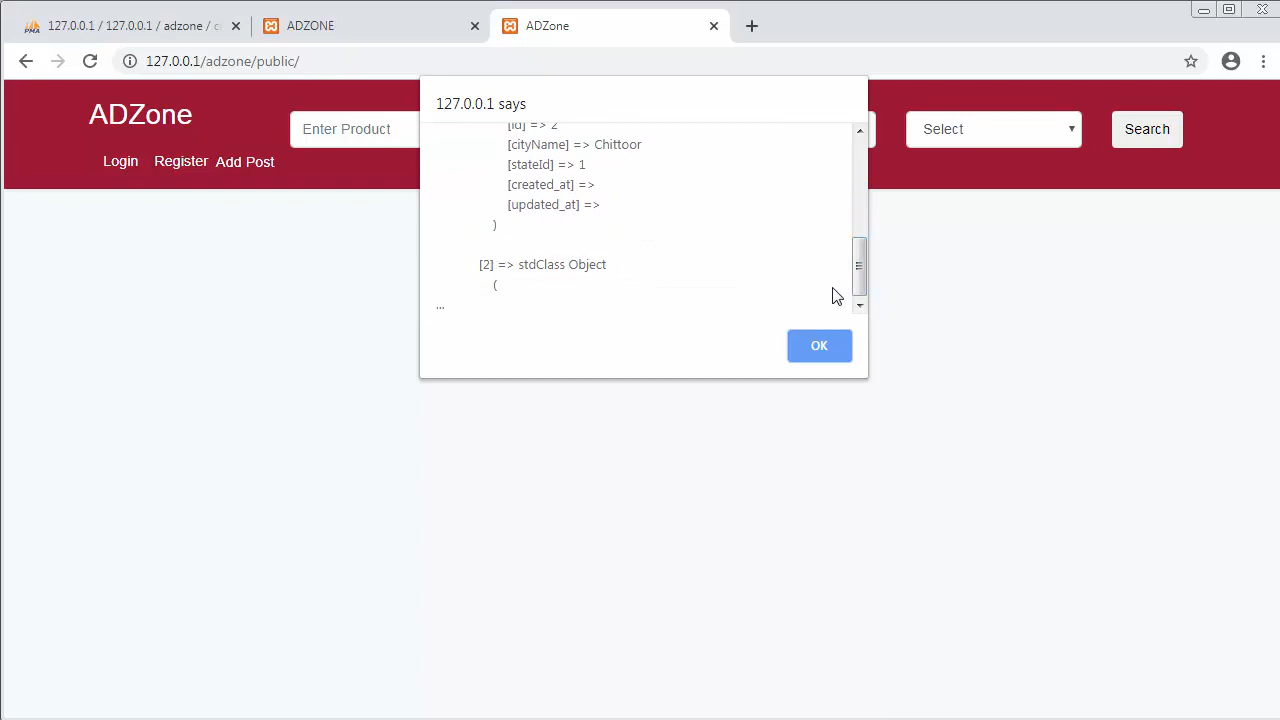 127.0.0.1 / 127.0.0.1 / adzone / c
ADZONE
ADZone
127.0.0.1/adzone/public/
ADZone
Enter Product
Select
Search
Login
Register
Add Post
127.0.0.1 says
[id] => 2
[cityName] => Chittoor
[stateId] => 1
[created_at] =>
[updated_at] =>
)
[2] => stdClass Object
(
...
OK